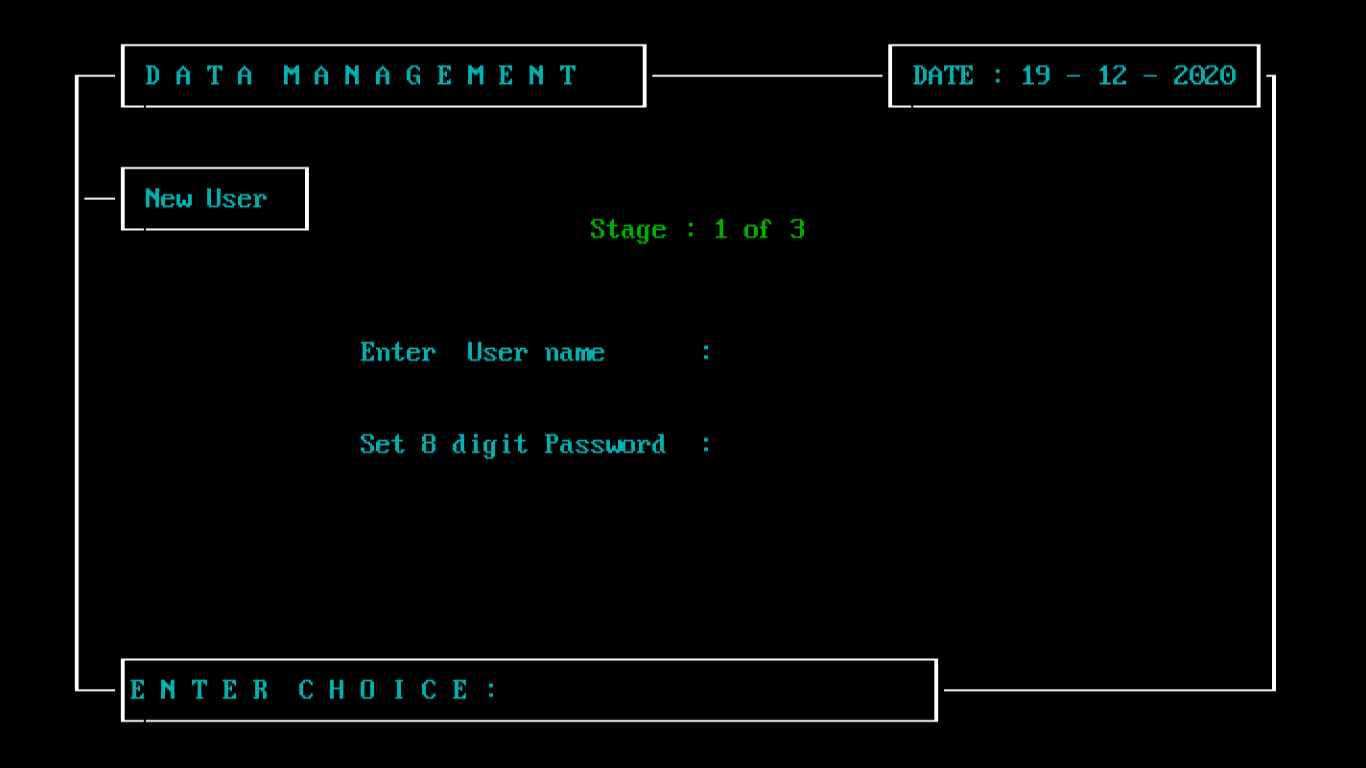 D A T A  M A N A G E M E N T
DATE : 19 - 12 - 2020
New User
Stage : 1 of 3
Enter  User name      :
Set 8 digit Password  :
E N T E R  C H O I C E :